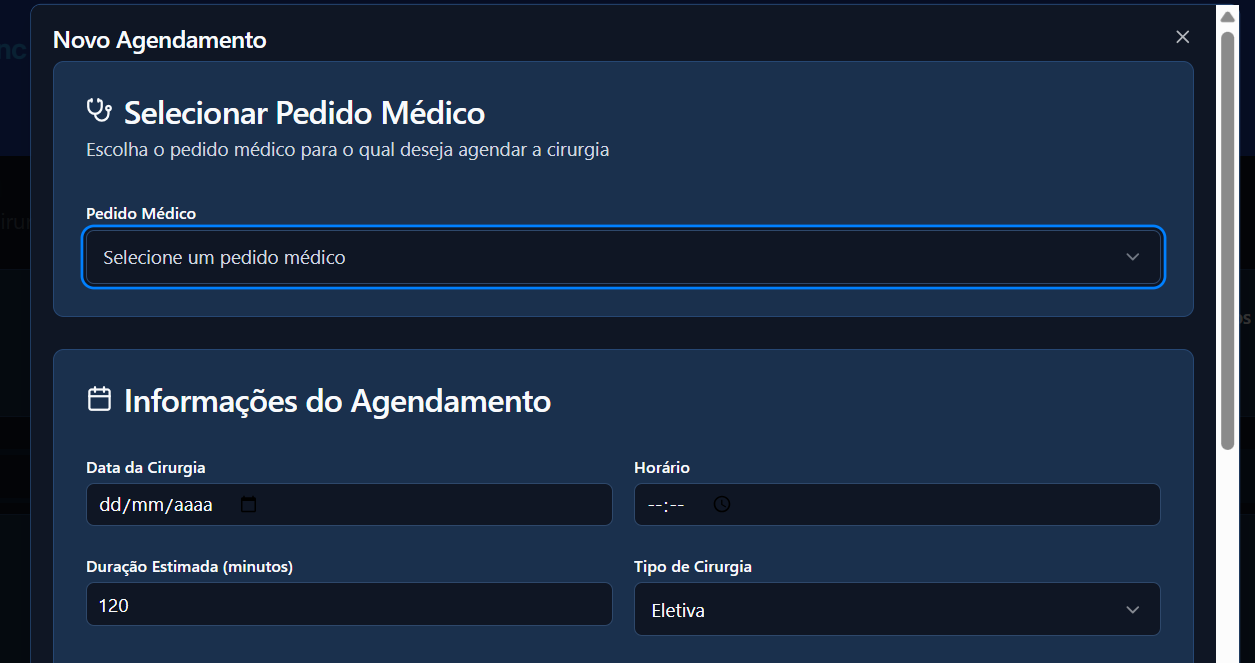 Novo Agendamento
Selecionar Pedido Médico
Escolha o pedido médico para o qual deseja agendar a cirurgia
Pedido Médico
Selecione um pedido médico
Informações do Agendamento
Data da Cirurgia
Horário
dd/mm/aaaa
--:--
Duração Estimada (minutos)
Tipo de Cirurgia
120
Eletiva